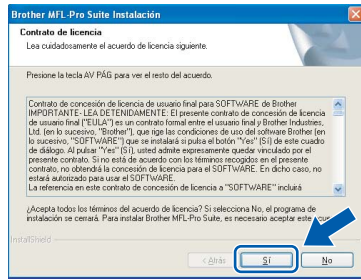 Brother MFL-Pro Suite Instalación
Contrato de licencia
Lea cuidadosamente el acuerdo de licencia siguiente.
Presione la tecla AV PÁG para ver el resto del acuerdo.
Contrato de concesión de licencia de usuario final para SOFTWARE de Brother
IMPORTANTE- LEA DETENIDAMENTE: El presente contrato de concesión de licencia
de usuario final ("EULA") es un contrato formal entre el usuario final y Brother Industries,
Ltd. (en lo sucesivo, "Brother"), que rige las condiciones de uso del software Brother (en
lo sucesivo, "SOFTWARE") que se instalará si pulsa el botón "Yes" (Sí) de este cuadro
de diálogo. Al pulsar "Yes" (Sí), usted admite expresamente quedar vinculado por el
presente contrato. Si no está de acuerdo con los términos recogidos en el presente
contrato, no obtendrá la concesión de licencia para el SOFTWARE. En dicho caso, no
estará autorizado para usar el SOFTWARE.
La referencia en este contrato de concesión de licencia a "SOFTWARE" incluirá
¿Acepta todos los términos del acuerdo de licencia? Si selecciona No, el programa de
instalación se cerrará. Para instalar Brother MFL-Pro Suite, es necesario aceptar este
InstallShield
< Atrás Sí No